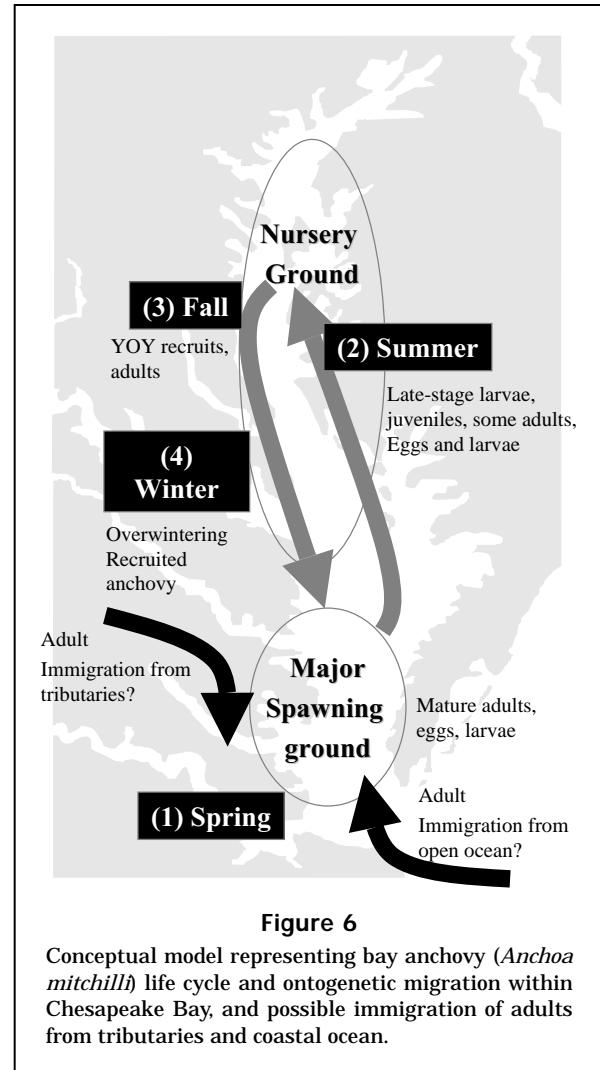 Nursery
Ground
(3) Fall
YOY recruits,
adults
(2) Summer
Late-stage larvae,
juveniles, some adults,
Eggs and larvae
(4)
Winter
Overwintering
Recruited
anchovy
Adult
Immigration from
tributaries?
Major
Spawning
ground
Mature adults,
eggs, larvae
(1) Spring
Adult
Immigration from
open ocean?
Figure 6
Conceptual model representing bay anchovy (Anchoa
mitchilli) life cycle and ontogenetic migration within
Chesapeake Bay, and possible immigration of adults
from tributaries and coastal ocean.